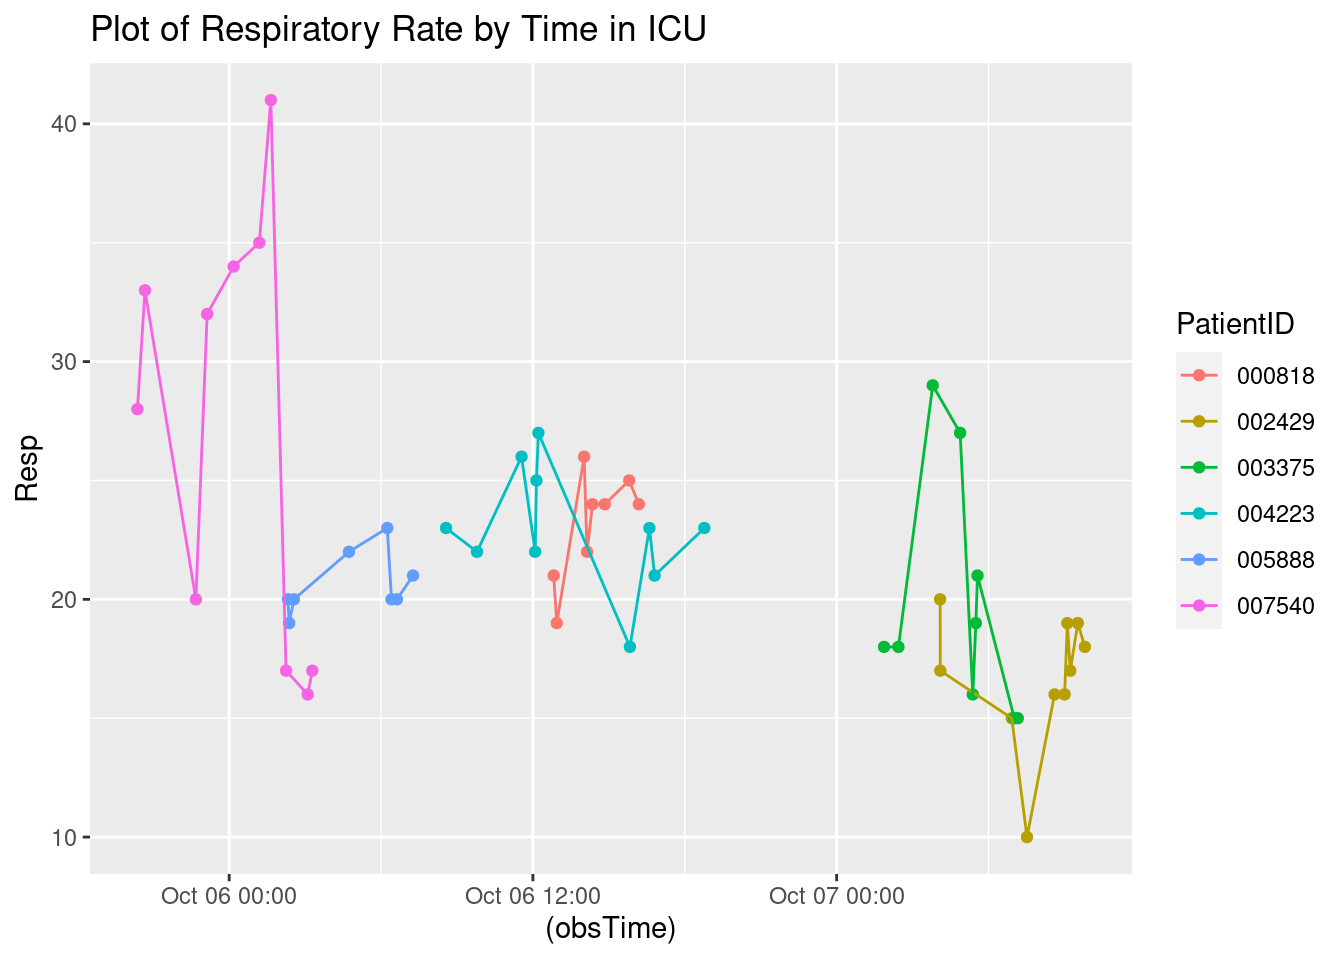 Plot of Respiratory Rate by Time in ICU
40
30
20
10
Resp
Oct 06 00:00
Oct 06 12:00
Oct 07 00:00
(obsTime)
PatientID
000818
002429
003375
004223
005888
007540